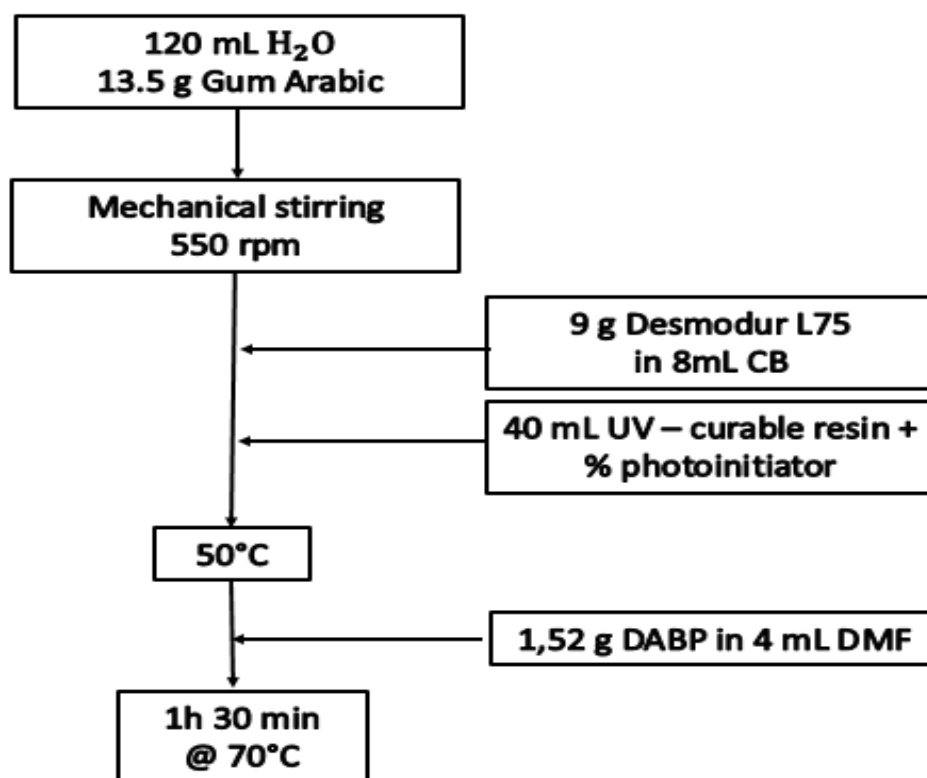 120 mL H₂O
13.5 g Gum Arabic
Mechanical stirring
550 rpm
9 g Desmodur L75
in 8mL CB
40 mL UV – curable resin +
% photoinitiator
50°C
1,52 g DABP in 4 mL DMF
1h 30 min
@ 70°C